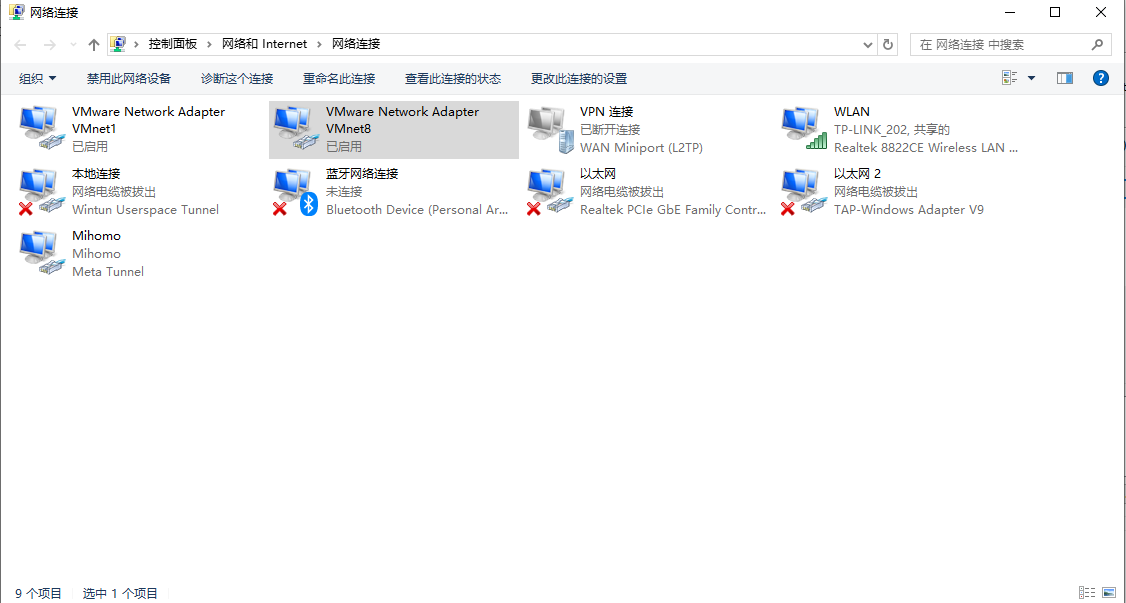 网络连接
控制面板 › 网络和 Internet › 网络连接
在 网络连接 中搜索
组织 禁用此网络设备 诊断这个连接 重命名此连接 查看此连接的状态 更改此连接的设置
VMware Network Adapter
VMnet1
已启用
VMware Network Adapter
VMnet8
已启用
VPN 连接
已断开连接
WAN Miniport (L2TP)
WLAN
TP-LINK_202, 共享的
Realtek 8822CE Wireless LAN ...
本地连接
网络电缆被拔出
Wintun Userspace Tunnel
蓝牙网络连接
未连接
Bluetooth Device (Personal Ar...
以太网
网络电缆被拔出
Realtek PCIe GbE Family Contr...
以太网 2
网络电缆被拔出
TAP-Windows Adapter V9
Mihomo
Mihomo
Meta Tunnel
9 个项目 选中 1 个项目